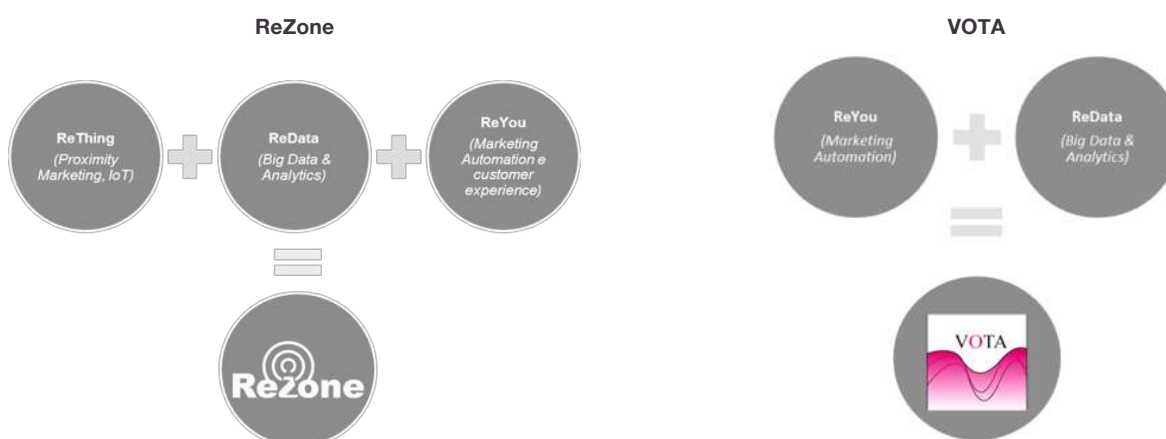 ReZone
ReThing
(Proximity
Marketing, IoT)
ReData
(Big Data &
Analytics)
ReYou
(Marketing
Automation e
customer
experience)
ReZone
VOTA
ReYou
(Marketing
Automation)
ReData
(Big Data &
Analytics)
VOTA